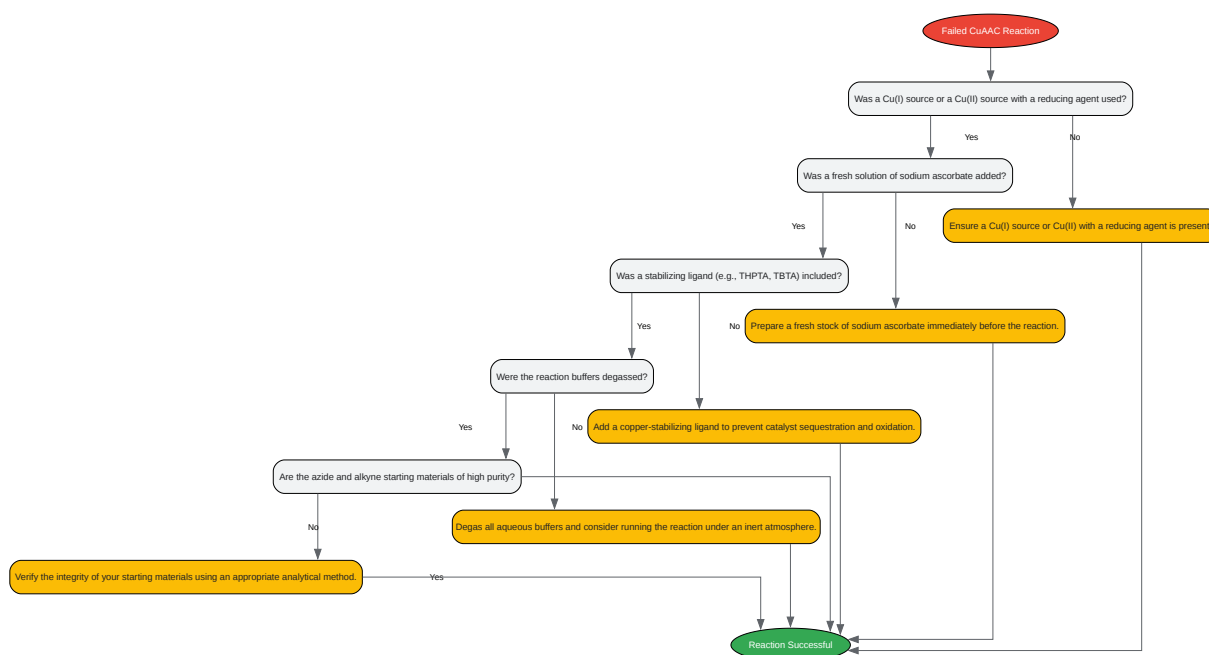 Failed CuAAC Reaction
Was a Cu(I) source or a Cu(II) source with a reducing agent used?
Yes
No
Was a fresh solution of sodium ascorbate added?
Yes
No
Ensure a Cu(I) source or Cu(II) with a reducing agent is present
Was a stabilizing ligand (e.g., THPTA, TBTA) included?
Yes
No
Prepare a fresh stock of sodium ascorbate immediately before the reaction.
Were the reaction buffers degassed?
Yes
No
Add a copper-stabilizing ligand to prevent catalyst sequestration and oxidation.
Are the azide and alkyne starting materials of high purity?
No
Degas all aqueous buffers and consider running the reaction under an inert atmosphere.
Verify the integrity of your starting materials using an appropriate analytical method.
Yes
Reaction Successful